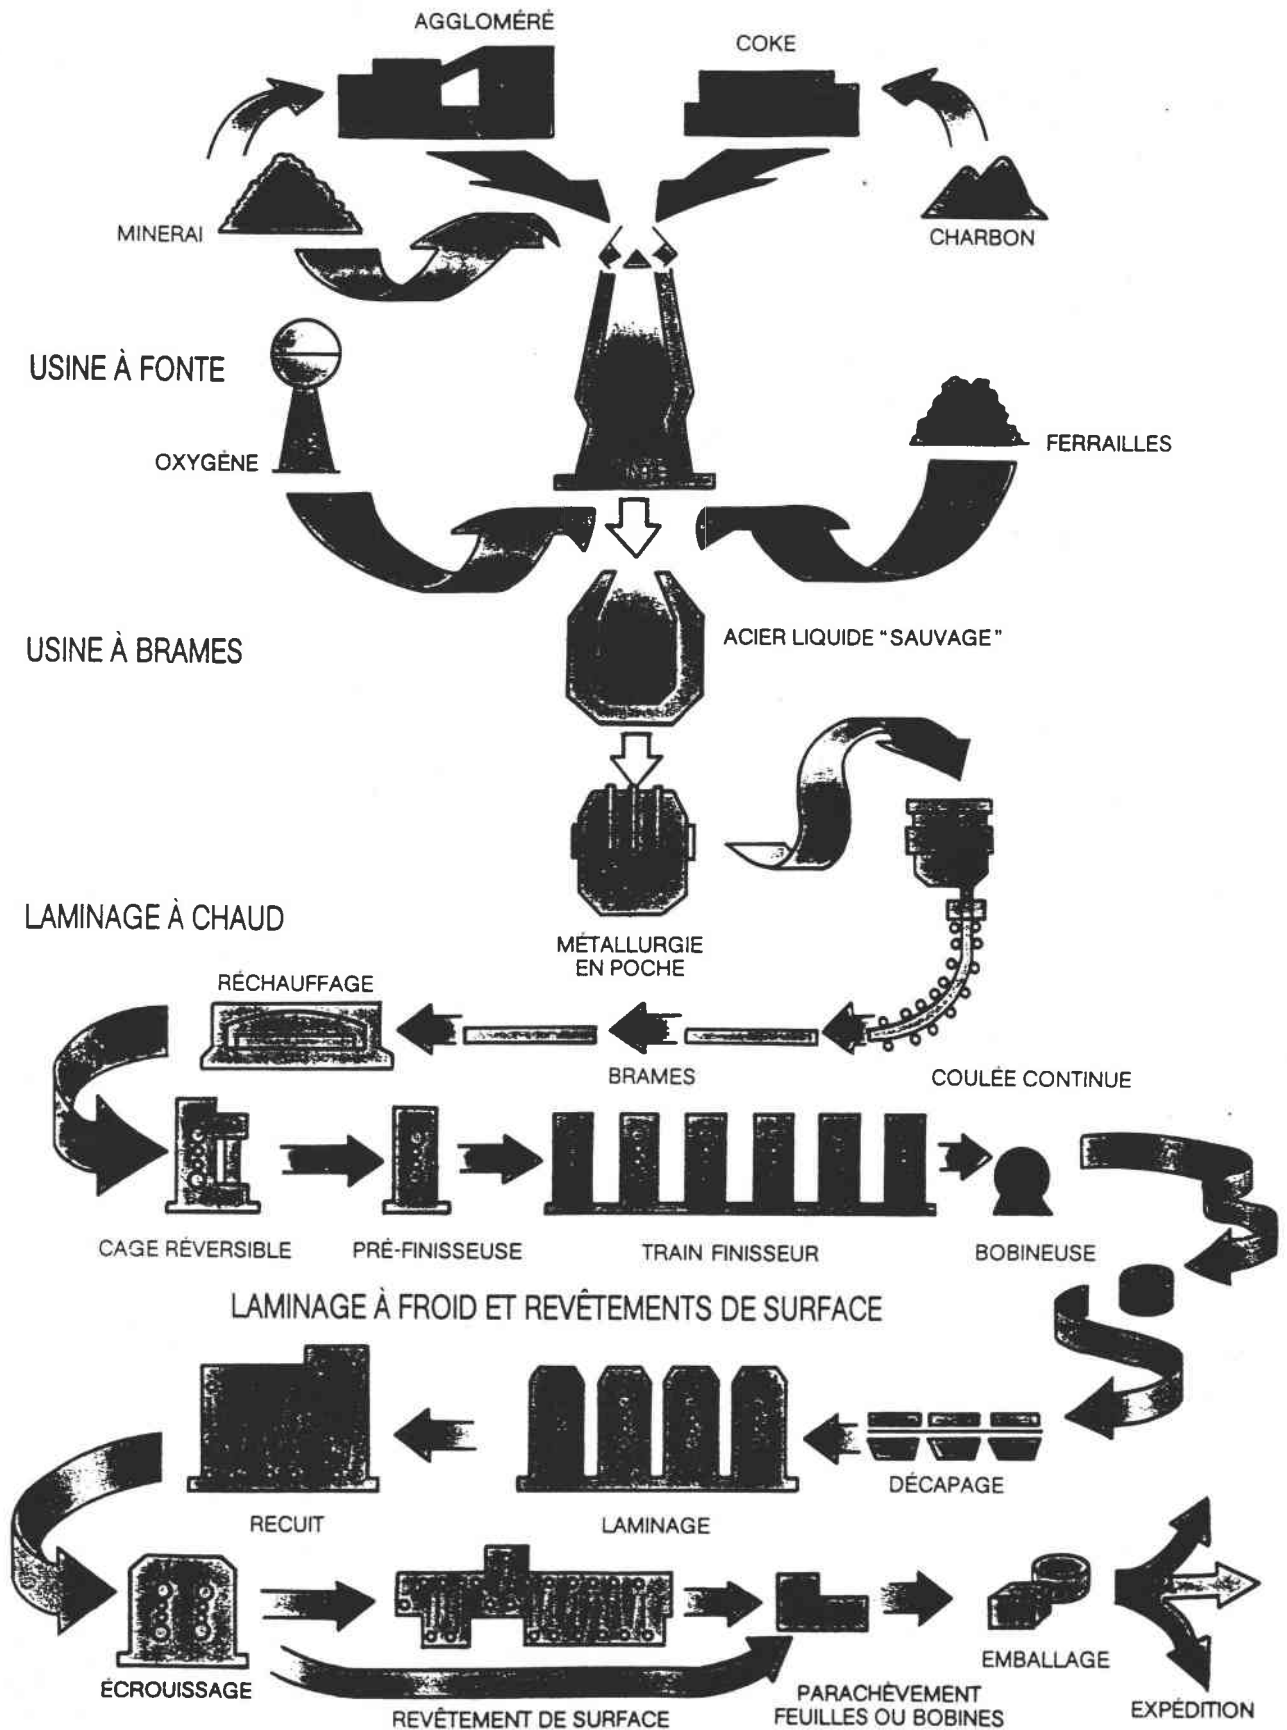 AGGLOMÉRÉ
COKE
MINERAI
CHARBON
USINE À FONTE
OXYGÈNE
FERRAILLES
USINE À BRAMES
ACIER LIQUIDE "SAUVAGE"
LAMINAGE À CHAUD
MÉTALLURGIE
EN POCHE
RÉCHAUFFAGE
BRAMES
COULÉE CONTINUE
CAGE RÉVERSIBLE
PRÉ-FINISSEUSE
TRAIN FINISSEUR
BOBINEUSE
LAMINAGE À FROID ET REVÊTEMENTS DE SURFACE
DÉCAPAGE
RECUIT
LAMINAGE
EMBALLAGE
ÉCROUISSAGE
REVÊTEMENT DE SURFACE
PARACHÈVEMENT
FEUILLES OU BOBINES
EXPÉDITION